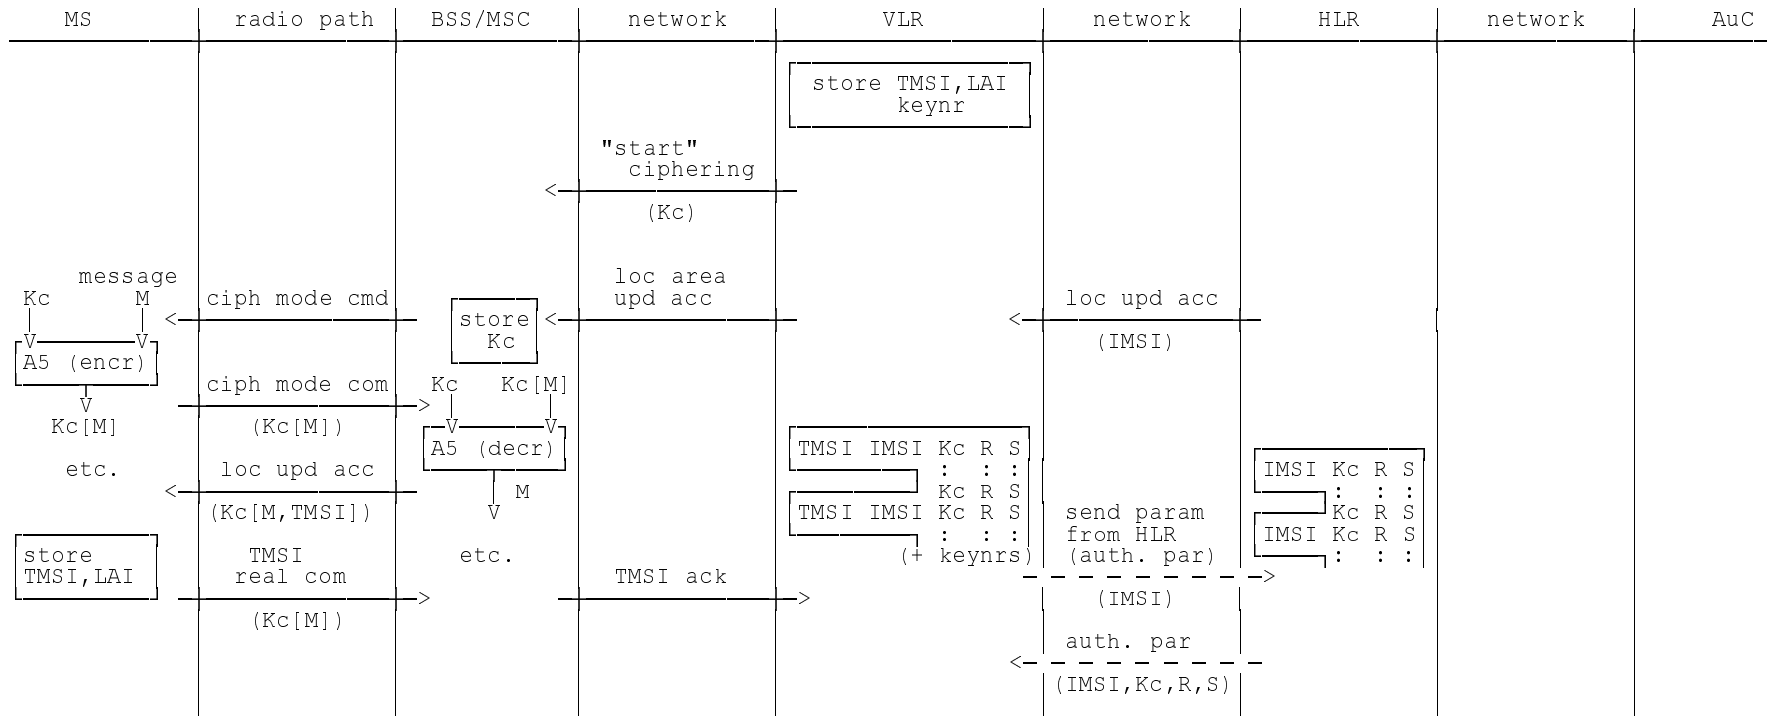 MS radio path BSS/MSC network VLR network HLR network AuC
store TMSI,LAI
keynr
"start"
ciphering
(Kc)
message loc area
Kc M ciph mode cmd upd acc loc upd acc
< store < <
V V Kc (IMSI)
A5 (encr)
ciph mode com Kc Kc[M]
V >
Kc[M] (Kc[M]) V V
A5 (decr) TMSI IMSI Kc R S
etc. loc upd acc : : : IMSI Kc R S
< M Kc R S : : :
(Kc[M,TMSI]) V TMSI IMSI Kc R S send param Kc R S
: : : from HLR IMSI Kc R S
store TMSI etc. (+ keynrs) (auth. par) : : :
TMSI,LAI real com TMSI ack >
> > (IMSI)
(Kc[M])
auth. par
<
(IMSI,Kc,R,S)